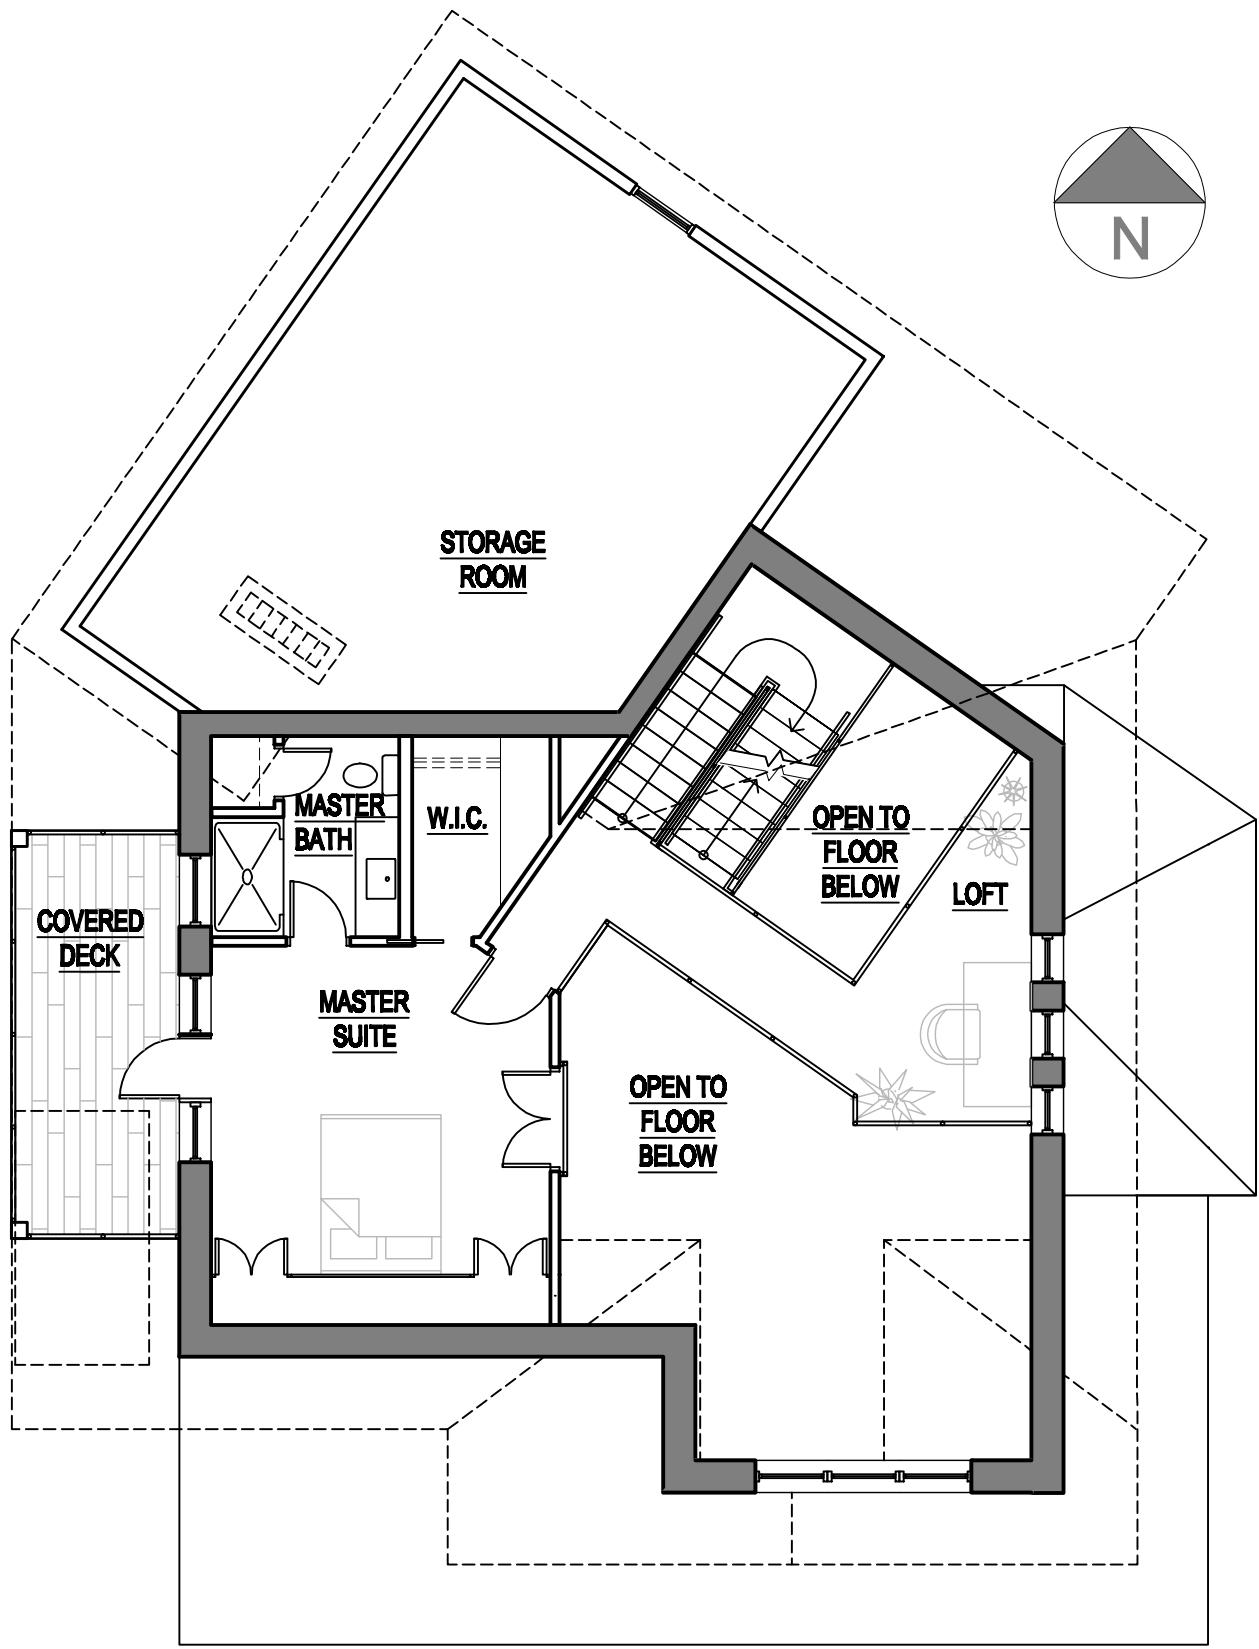 N
STORAGE
ROOM
MASTER
BATH
W.I.C.
OPEN TO
FLOOR
BELOW
LOFT
COVERED
DECK
MASTER
SUITE
OPEN TO
FLOOR
BELOW